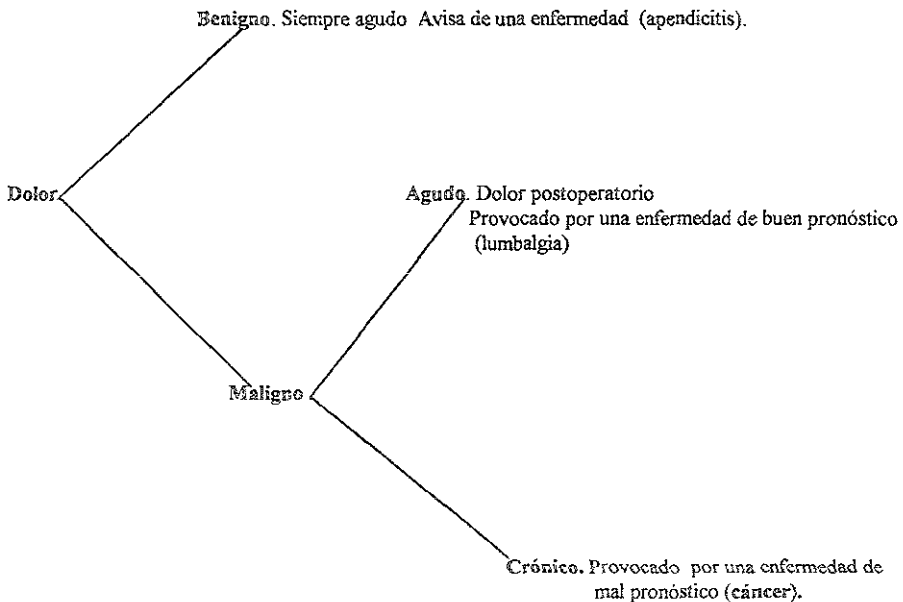 Benigno. Siempre agudo Avisa de una enfermedad (apendicitis).
Dolor
Agudo. Dolor postoperatorio
Provocado por una enfermedad de buen pronóstico
(lumbalgia)
Maligno
Crónico. Provocado por una enfermedad de
mal pronóstico (cáncer).